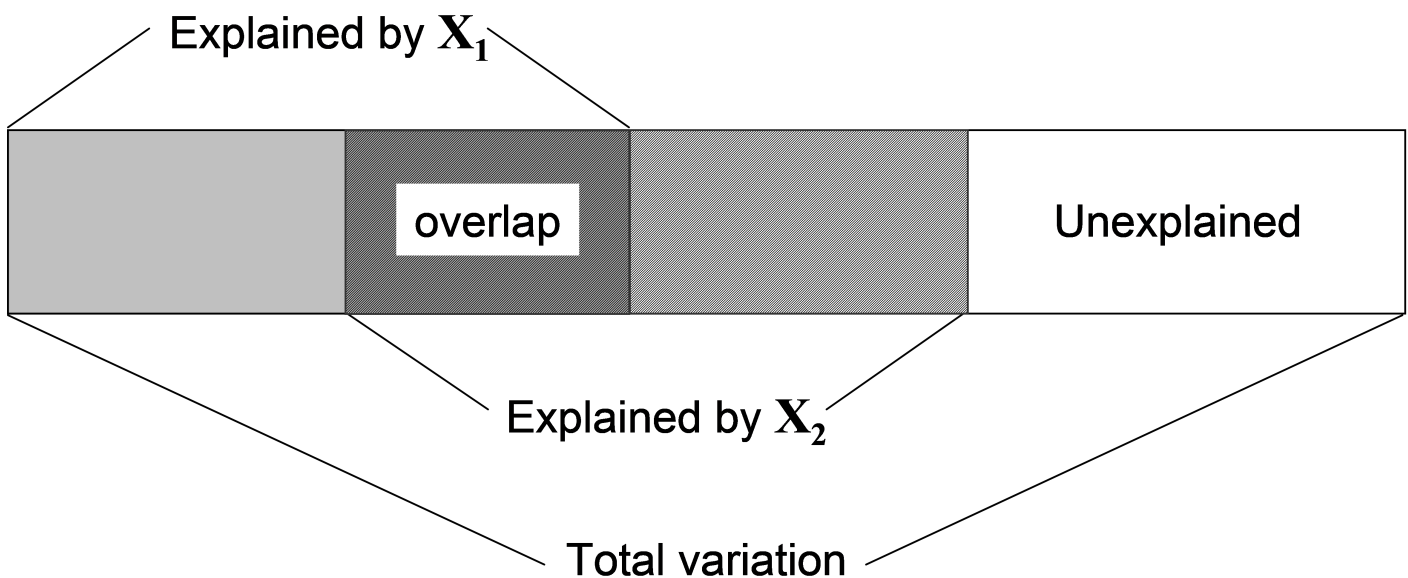 Explained by X₁
overlap
Unexplained
Explained by X₂
Total variation